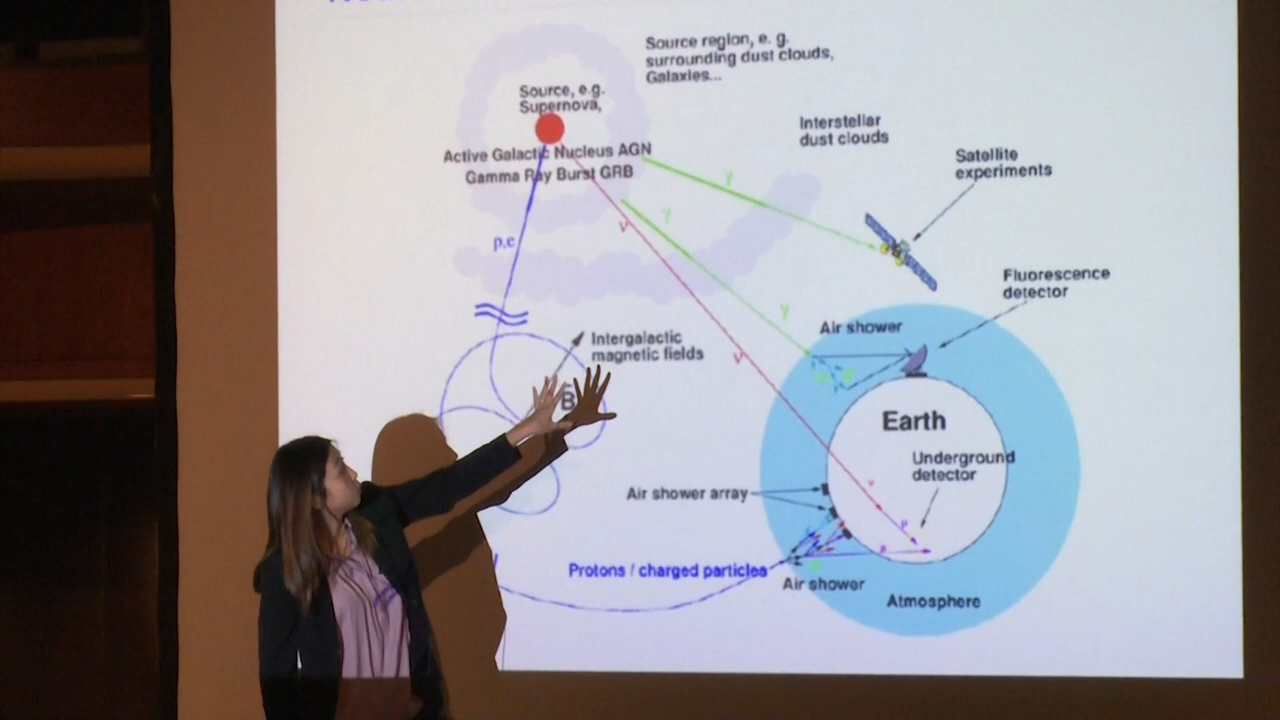 Source region, e. g.
surrounding dust clouds,
Galaxies...
Source, e.g.
Supernova,
Active Galactic Nucleus AGN
Gamma Ray Burst GRB
Interstellar
dust clouds
Satellite
experiments
γ
γ
ν
p,e
Fluorescence
detector
γ
Air shower
Intergalactic
magnetic fields
ν
B
Earth
Underground
detector
Air shower array
ν
μ
μ
Protons / charged particles
Air shower
Atmosphere